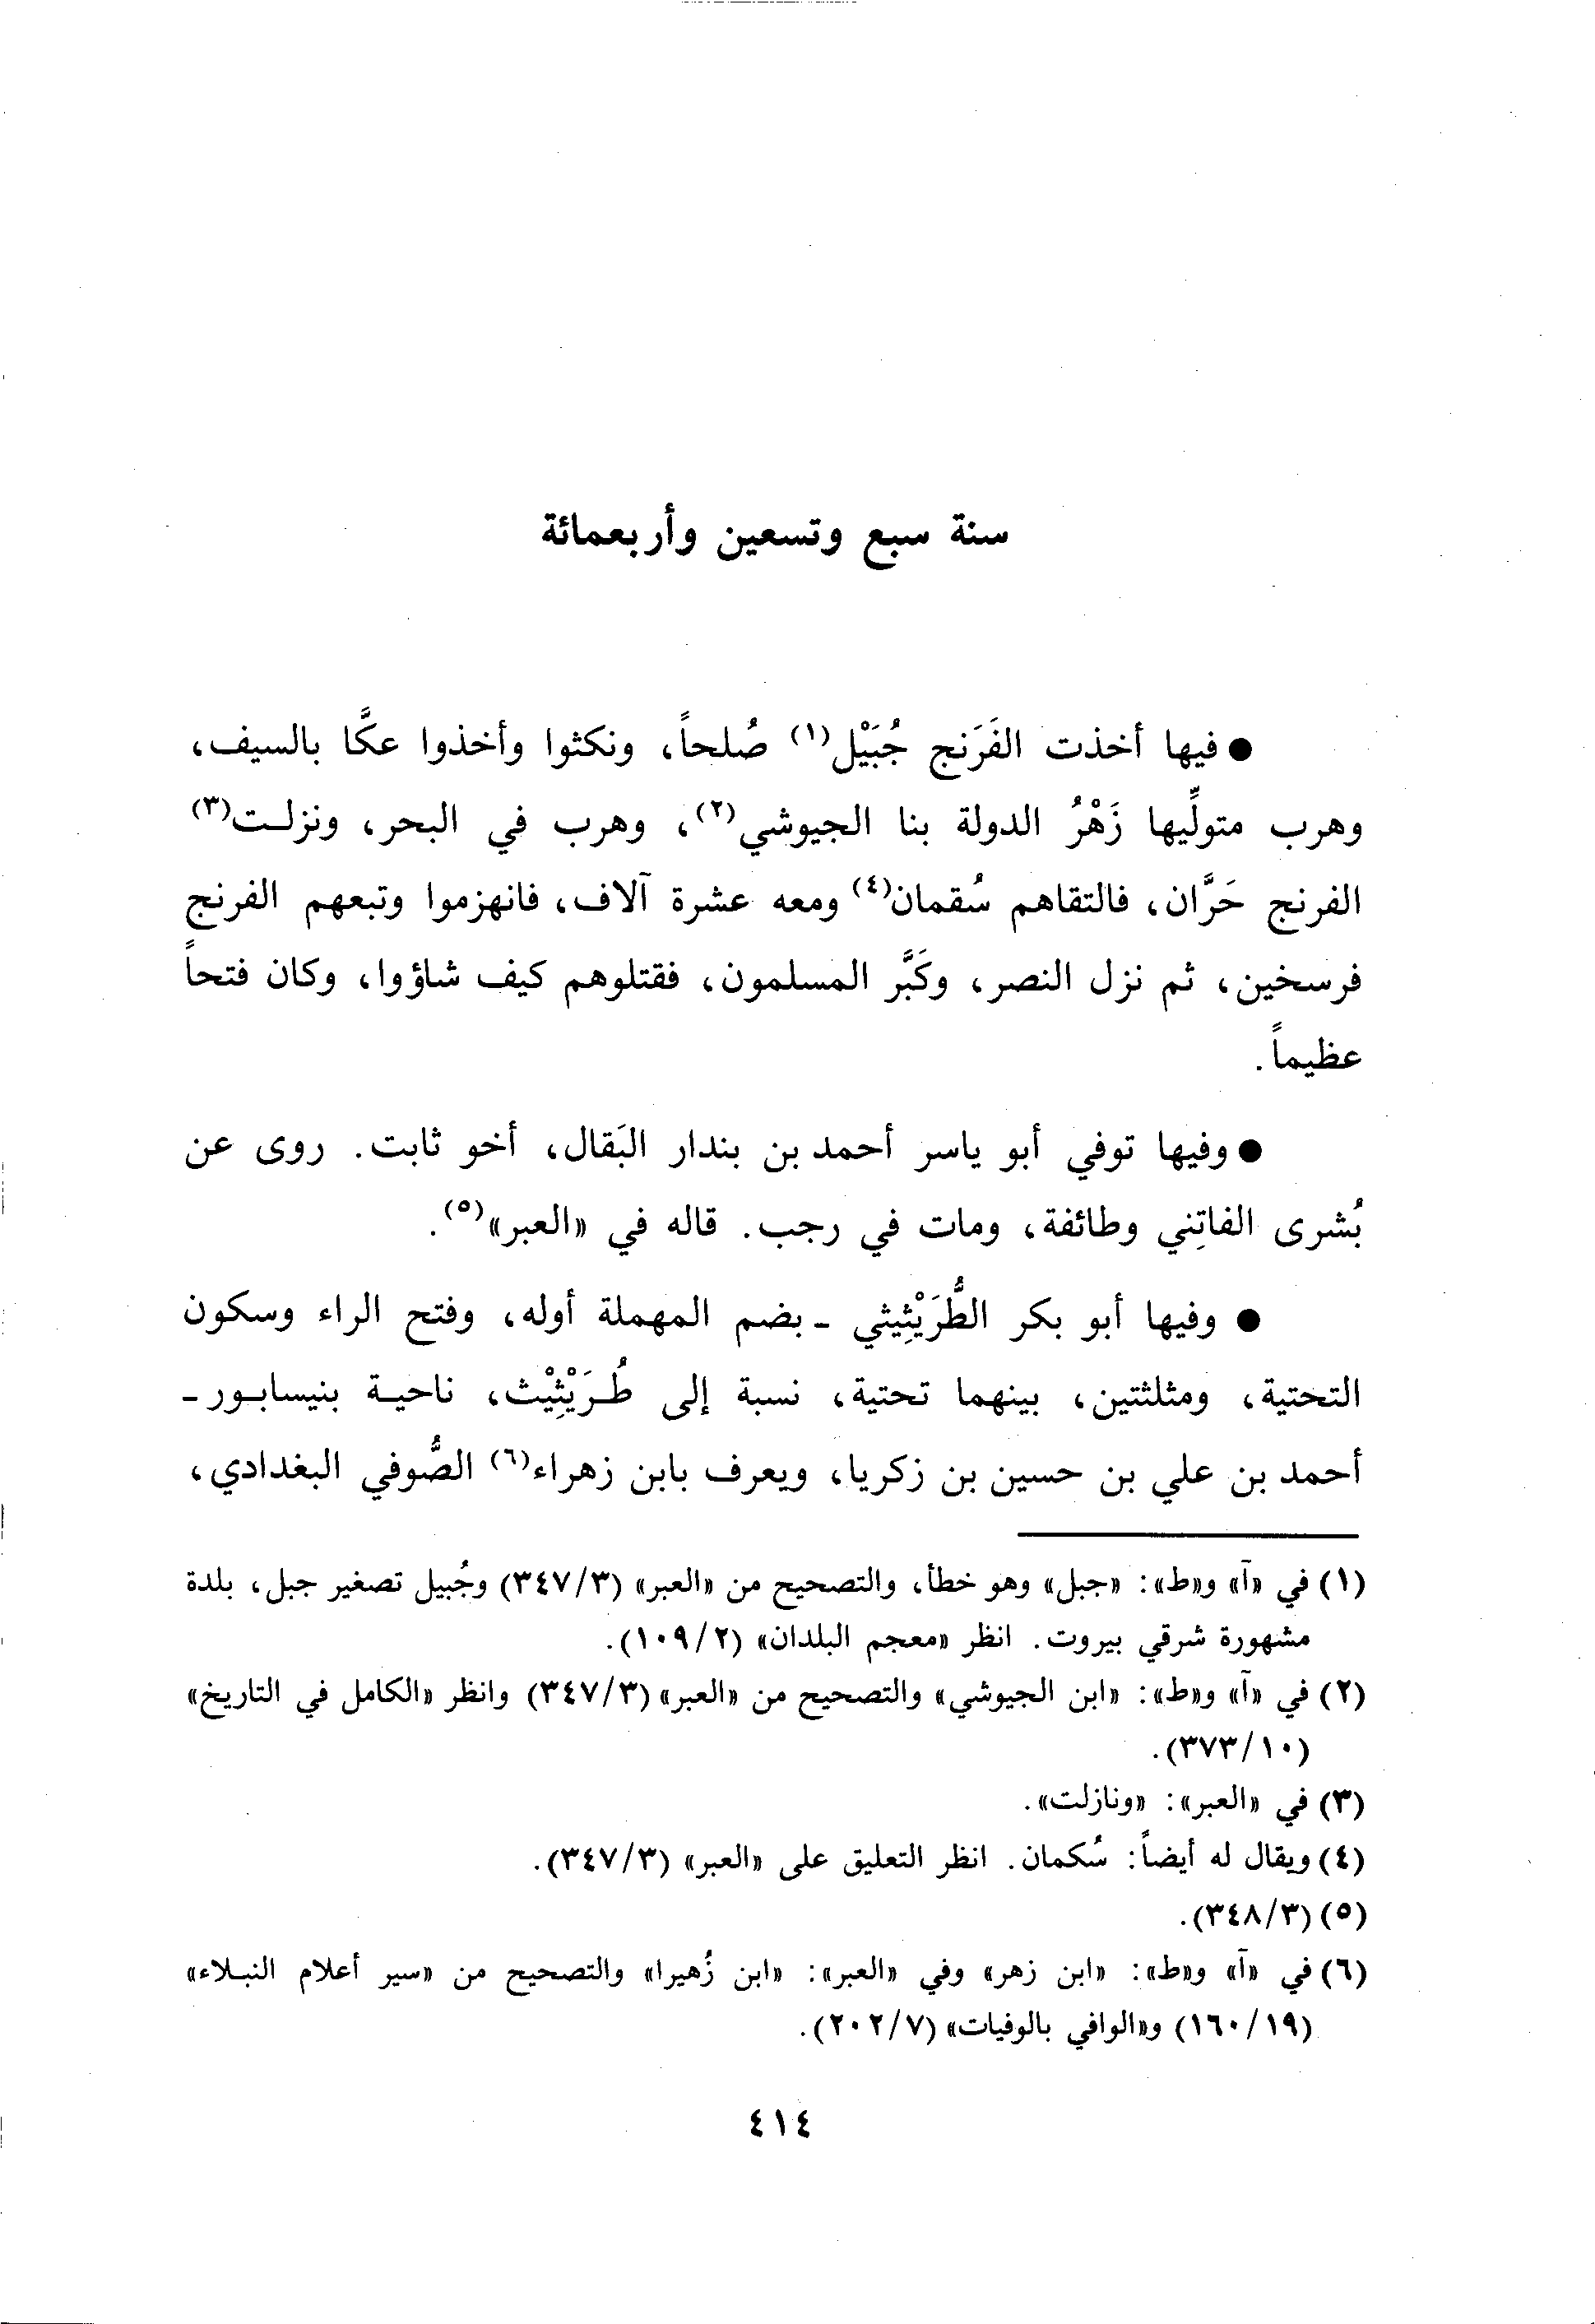 سنة سبع وتسعين وأربعمائة
● فيها أخذت الفَرَنج جُبَيْل(١) صُلحاً، ونكثوا وأخذوا عكَّا بالسيف،
وهرب متولِّيها زَهْرُ الدولة بنا الجيوشي(٢)، وهرب في البحر، ونزلـت(٣)
الفرنج حَرَّان، فالتقاهم سُقمان(٤) ومعه عشرة آلاف، فانهزموا وتبعهم الفرنج
فرسخين، ثم نزل النصر، وكَبَّر المسلمون، فقتلوهم كيف شاؤوا، وكان فتحاً
عظيماً.
● وفيها توفي أبو ياسر أحمد بن بندار البَقال، أخو ثابت. روى عن
بُشرى الفاتِني وطائفة، ومات في رجب. قاله في «العبر»(٥).
● وفيها أبو بكر الطُّرَيْثِيثي - بضم المهملة أوله، وفتح الراء وسكون
التحتية، ومثلثتين، بينهما تحتية، نسبة إلى طُـرَيْثِيْث، ناحيـة بنيسابـور -
أحمد بن علي بن حسين بن زكريا، ويعرف بابن زهراء(٦) الصُّوفي البغدادي،
(١) في «آ» و«ط»: «جبل» وهو خطأ، والتصحيح من «العبر» (٣٤٧/٣) وجُبيل تصغير جبل، بلدة
مشهورة شرقي بيروت. انظر «معجم البلدان» (١٠٩/٢).
(٢) في «آ» و«ط»: «ابن الجيوشي» والتصحيح من «العبر» (٣٤٧/٣) وانظر «الكامل في التاريخ»
(٣٧٣/١٠).
(٣) في «العبر»: «ونازلت».
(٤) ويقال له أيضاً: سُكمان. انظر التعليق على «العبر» (٣٤٧/٣).
(٥) (٣٤٨/٣).
(٦) في «آ» و«ط»: «ابن زهر» وفي «العبر»: «ابن زُهيرا» والتصحيح من «سير أعلام النبـلاء»
(١٦٠/١٩) و«الوافي بالوفيات» (٢٠٢/٧).
٤١٤